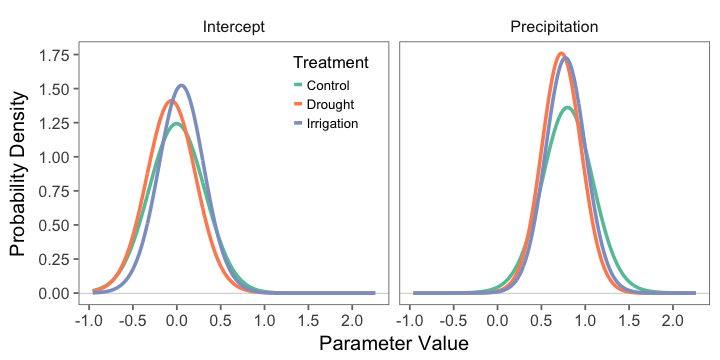 Intercept
Precipitation
Probability Density
1.75
1.50
1.25
1.00
0.75
0.50
0.25
0.00
Treatment
Control
Drought
Irrigation
-1.0 -0.5 0.0 0.5 1.0 1.5 2.0
-1.0 -0.5 0.0 0.5 1.0 1.5 2.0
Parameter Value